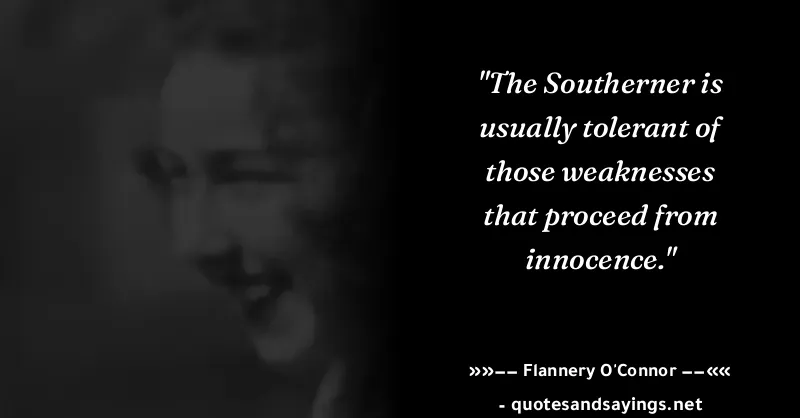 "The Southerner is
usually tolerant of
those weaknesses
that proceed from
innocence."
»»–– Flannery O'Connor ––««
- quotesandsayings.net